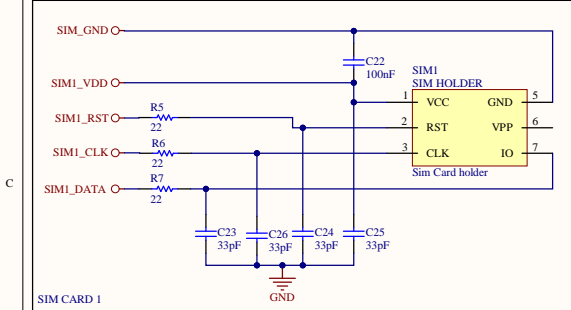 SIM_GND
C22
100nF
SIM1
SIM HOLDER
SIM1_VDD
1 VCC GND 5
R5
SIM1_RST
22
2 RST VPP 6
R6
SIM1_CLK
22
3 CLK IO 7
Sim Card holder
R7
SIM1_DATA
22
C
C23
33pF
C26
33pF
C24
33pF
C25
33pF
GND
SIM CARD 1